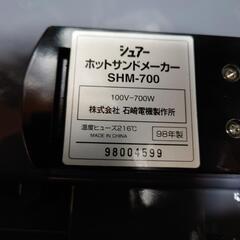 シュアー
ホットサンドメーカー
SHM-700
100V-700W
株式会社 石崎電機製作所
温度ヒューズ216℃
MADE IN CHINA
98年製
98004599